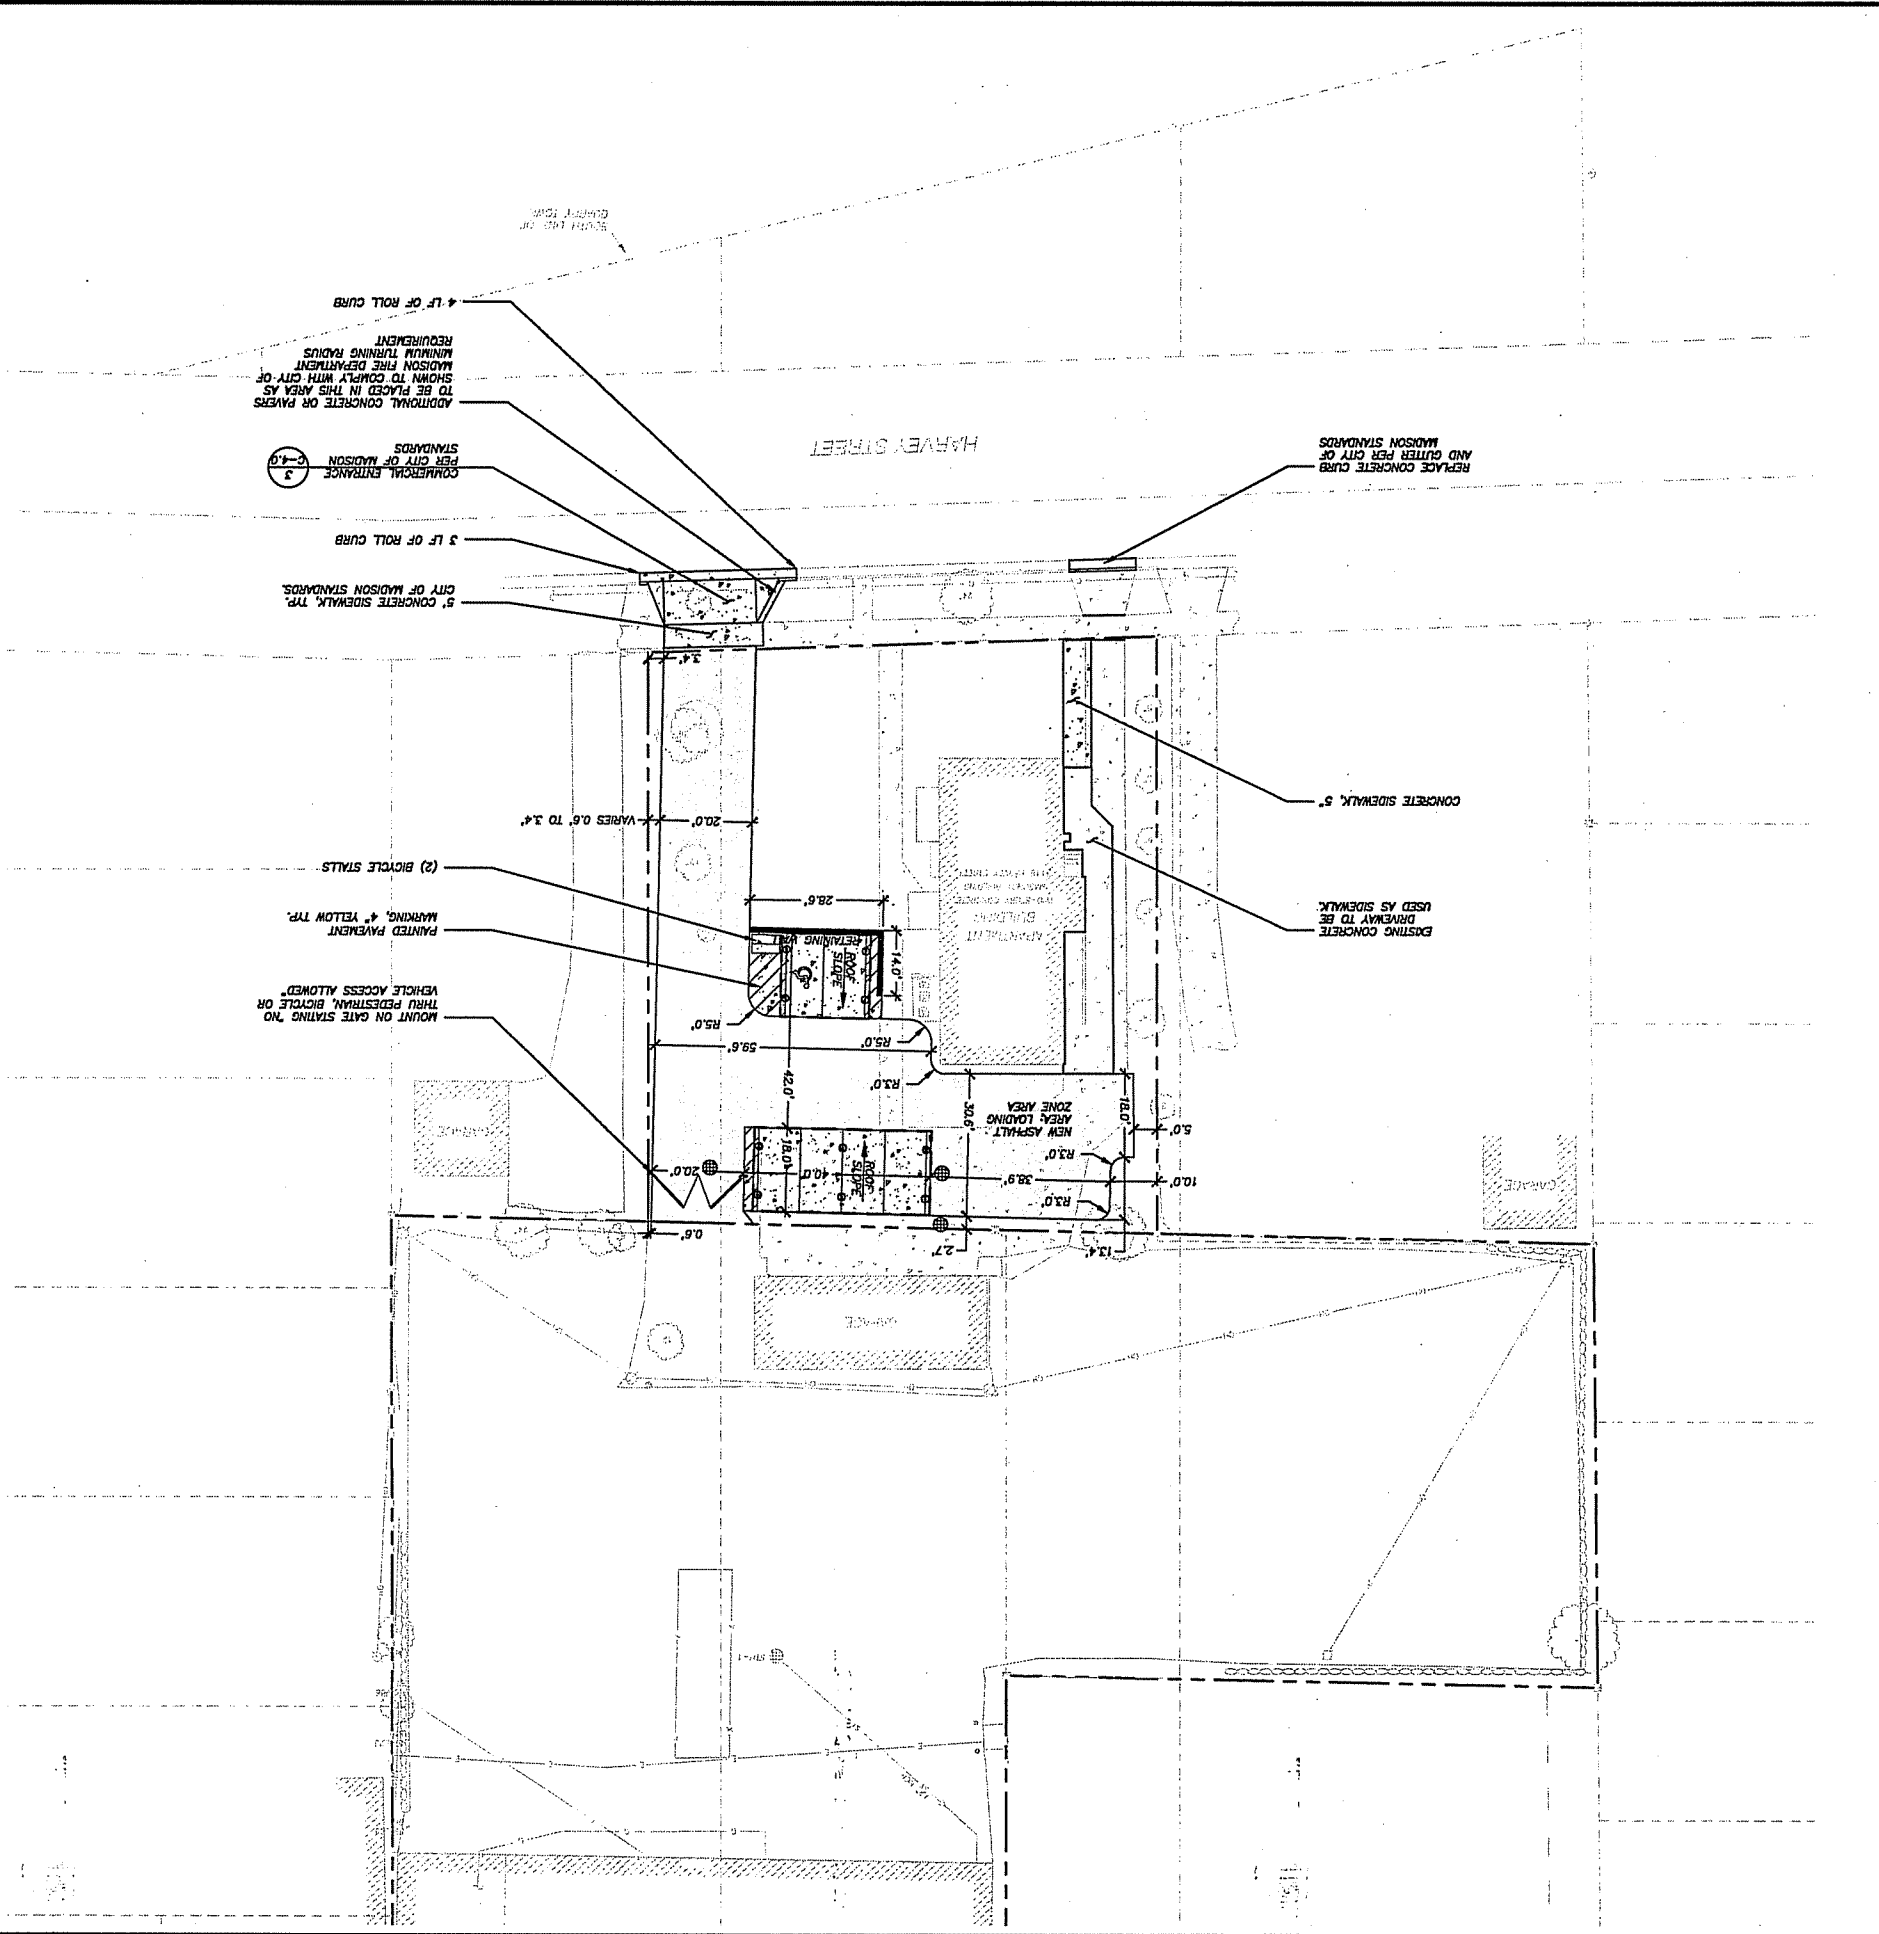 GARAGE
2.7'
13.4'
0.6'
MOUNT ON GATE STATING "NO
THRU PEDESTRIAN, BICYCLE OR
VEHICLE ACCESS ALLOWED"
PAINTED PAVEMENT
MARKING, 4" YELLOW TYP.
(2) BICYCLE STALLS
VARIES 0.6' TO 3.4'
5' CONCRETE SIDEWALK, TYP.
CITY OF MADISON STANDARDS.
3 LF OF ROLL CURB
COMMERCIAL ENTRANCE
PER CITY OF MADISON
STANDARDS
3
C-4.0
ADDITIONAL CONCRETE OR PAVERS
TO BE PLACED IN THIS AREA AS
SHOWN TO COMPLY WITH CITY OF
MADISON FIRE DEPARTMENT
MINIMUM TURNING RADIUS
REQUIREMENT
4 LF OF ROLL CURB
R3.0'
38.9'
10.0'
40.0'
20.0'
ROOF
SLOPE
18.0'
R3.0'
5.0'
NEW ASPHALT
AREA; LOADING
ZONE AREA
30.6'
18.0'
42.0'
R3.0'
59.6'
R5.0'
R5.0'
ROOF
SLOPE
14.0'
RETAINING WALL
28.6'
20.0'
3.4'
APARTMENT
BUILDING
GARAGE
GARAGE
EXISTING CONCRETE
DRIVEWAY TO BE
USED AS SIDEWALK.
CONCRETE SIDEWALK, 5"
REPLACE CONCRETE CURB
AND GUTTER PER CITY OF
MADISON STANDARDS
HARVEY STREET